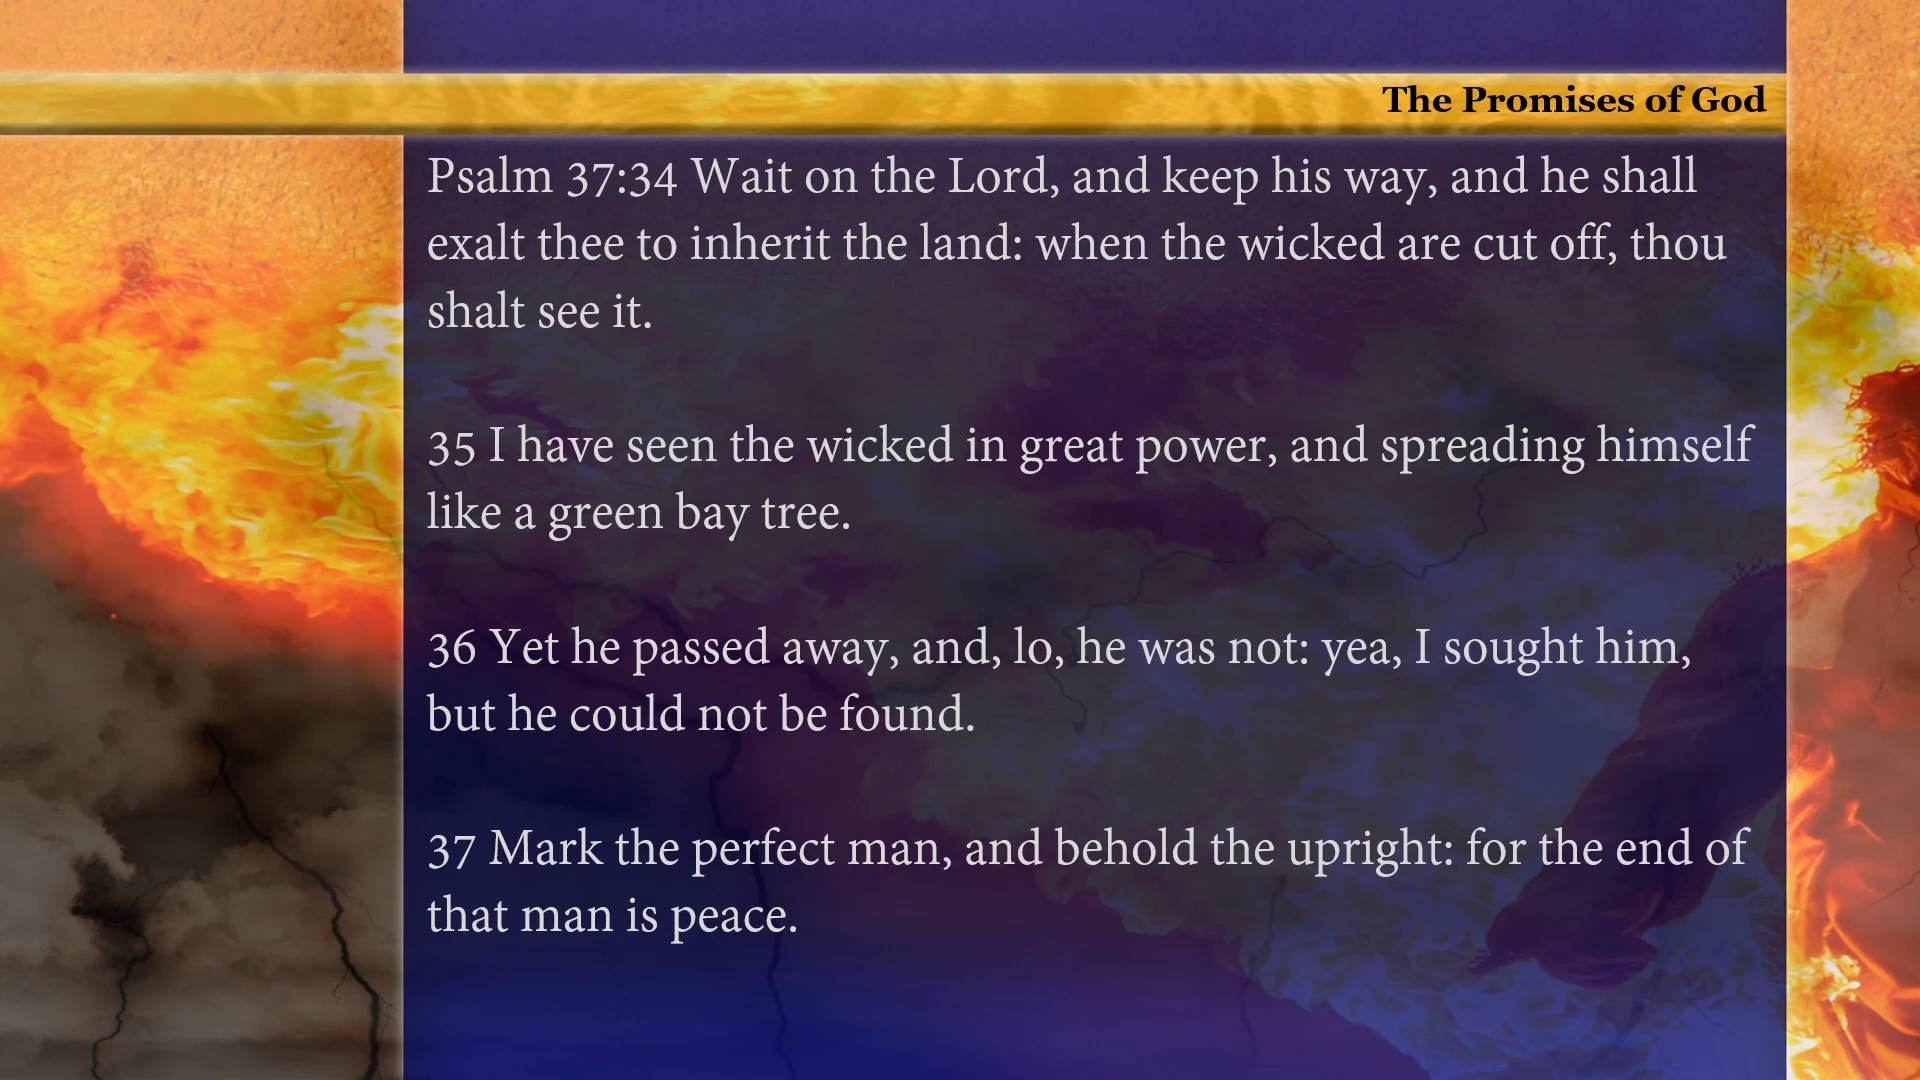 The Promises of God
Psalm 37:34 Wait on the Lord, and keep his way, and he shall
exalt thee to inherit the land: when the wicked are cut off, thou
shalt see it.
35 I have seen the wicked in great power, and spreading himself
like a green bay tree.
36 Yet he passed away, and, lo, he was not: yea, I sought him,
but he could not be found.
37 Mark the perfect man, and behold the upright: for the end of
that man is peace.